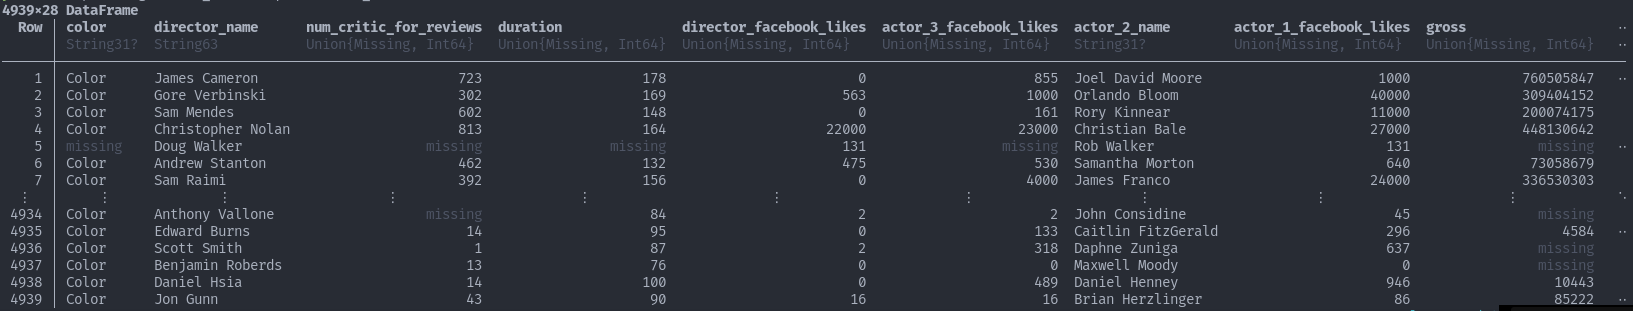 4939×28 DataFrame
Row color director_name num_critic_for_reviews duration director_facebook_likes actor_3_facebook_likes actor_2_name actor_1_facebook_likes gross ⋯
String31? String63 Union{Missing, Int64} Union{Missing, Int64} Union{Missing, Int64} Union{Missing, Int64} String31? Union{Missing, Int64} Union{Missing, Int64} ⋯
1 Color James Cameron 723 178 0 855 Joel David Moore 1000 760505847 ⋯
2 Color Gore Verbinski 302 169 563 1000 Orlando Bloom 40000 309404152
3 Color Sam Mendes 602 148 0 161 Rory Kinnear 11000 200074175
4 Color Christopher Nolan 813 164 22000 23000 Christian Bale 27000 448130642
5 missing Doug Walker missing missing 131 missing Rob Walker 131 missing ⋯
6 Color Andrew Stanton 462 132 475 530 Samantha Morton 640 73058679
7 Color Sam Raimi 392 156 0 4000 James Franco 24000 336530303
⋮ ⋮ ⋮ ⋮ ⋮ ⋮ ⋮ ⋮ ⋮ ⋮ ⋱
4934 Color Anthony Vallone missing 84 2 2 John Considine 45 missing
4935 Color Edward Burns 14 95 0 133 Caitlin FitzGerald 296 4584 ⋯
4936 Color Scott Smith 1 87 2 318 Daphne Zuniga 637 missing
4937 Color Benjamin Roberds 13 76 0 0 Maxwell Moody 0 missing
4938 Color Daniel Hsia 14 100 0 489 Daniel Henney 946 10443
4939 Color Jon Gunn 43 90 16 16 Brian Herzlinger 86 85222 ⋯